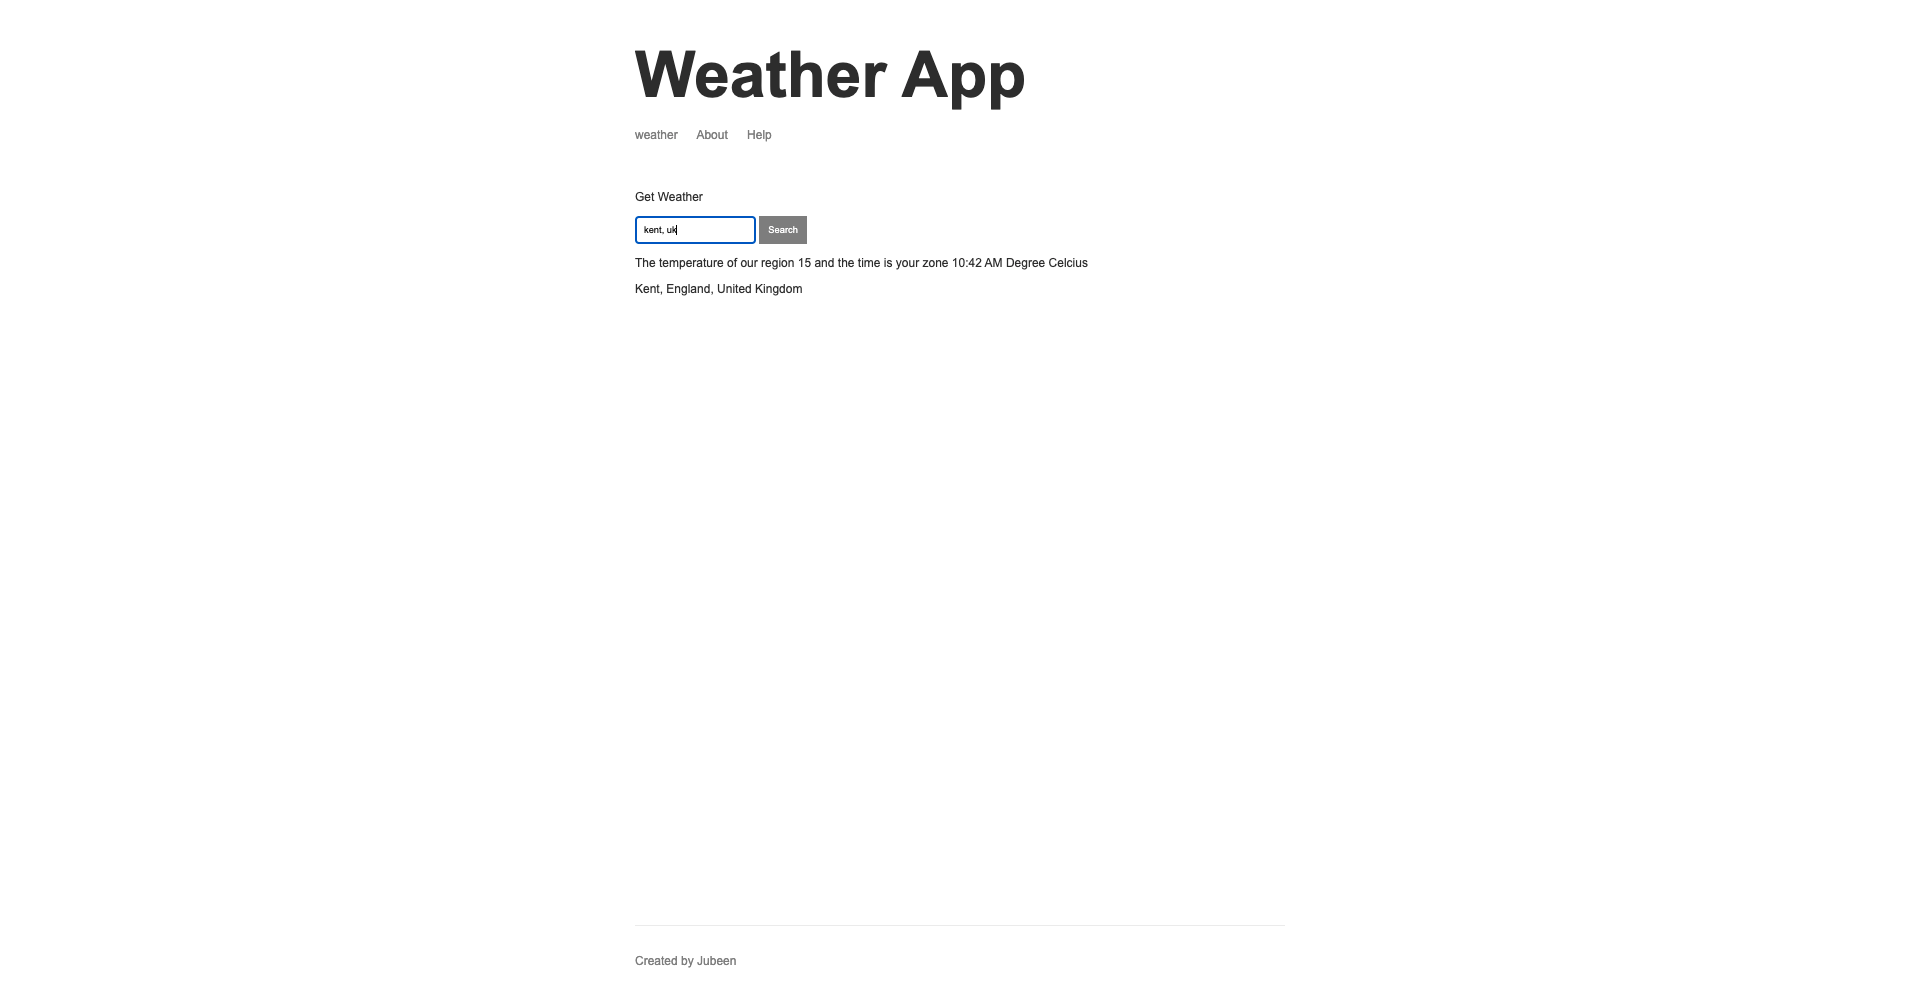 Weather App
weather About Help
Get Weather
kent, uk Search
The temperature of our region 15 and the time is your zone 10:42 AM Degree Celcius
Kent, England, United Kingdom
Created by Jubeen